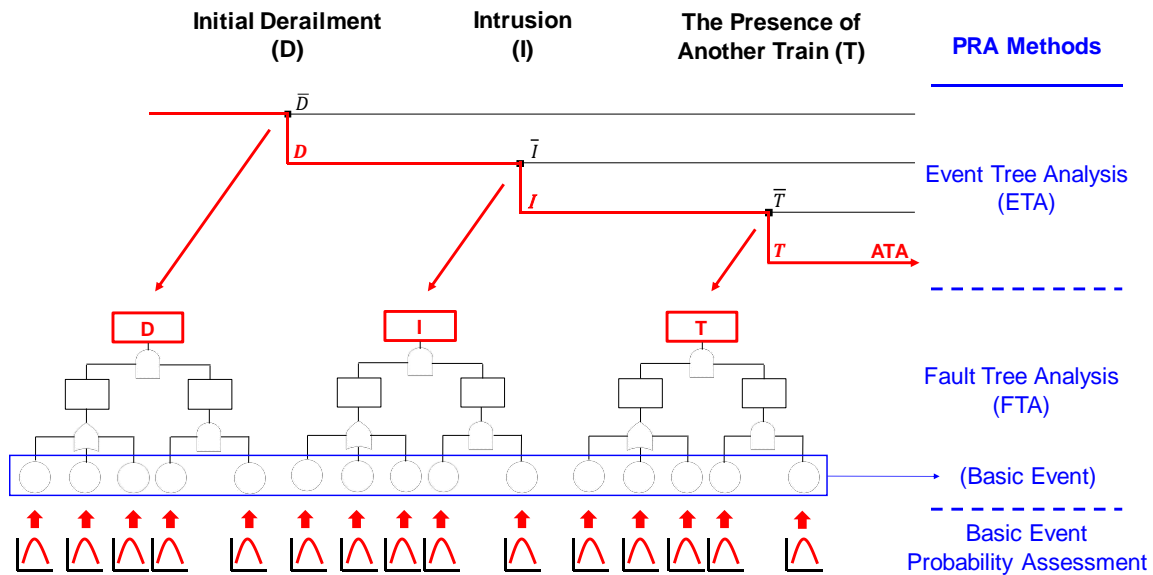 Initial Derailment
(D)
Intrusion
(I)
The Presence of
Another Train (T)
PRA Methods
D̅
D
I̅
I
T̅
T
ATA
Event Tree Analysis
(ETA)
D
I
T
Fault Tree Analysis
(FTA)
(Basic Event)
Basic Event
Probability Assessment